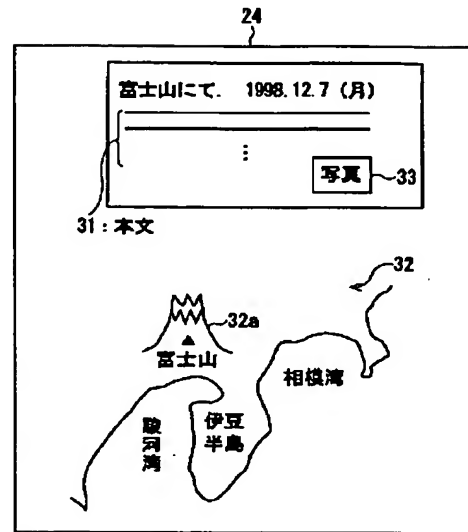 24
富士山にて. 1998.12.7 (月)
⋮
写真
33
31:本文
32
32a
富士山
相模湾
伊豆
半島
駿河湾